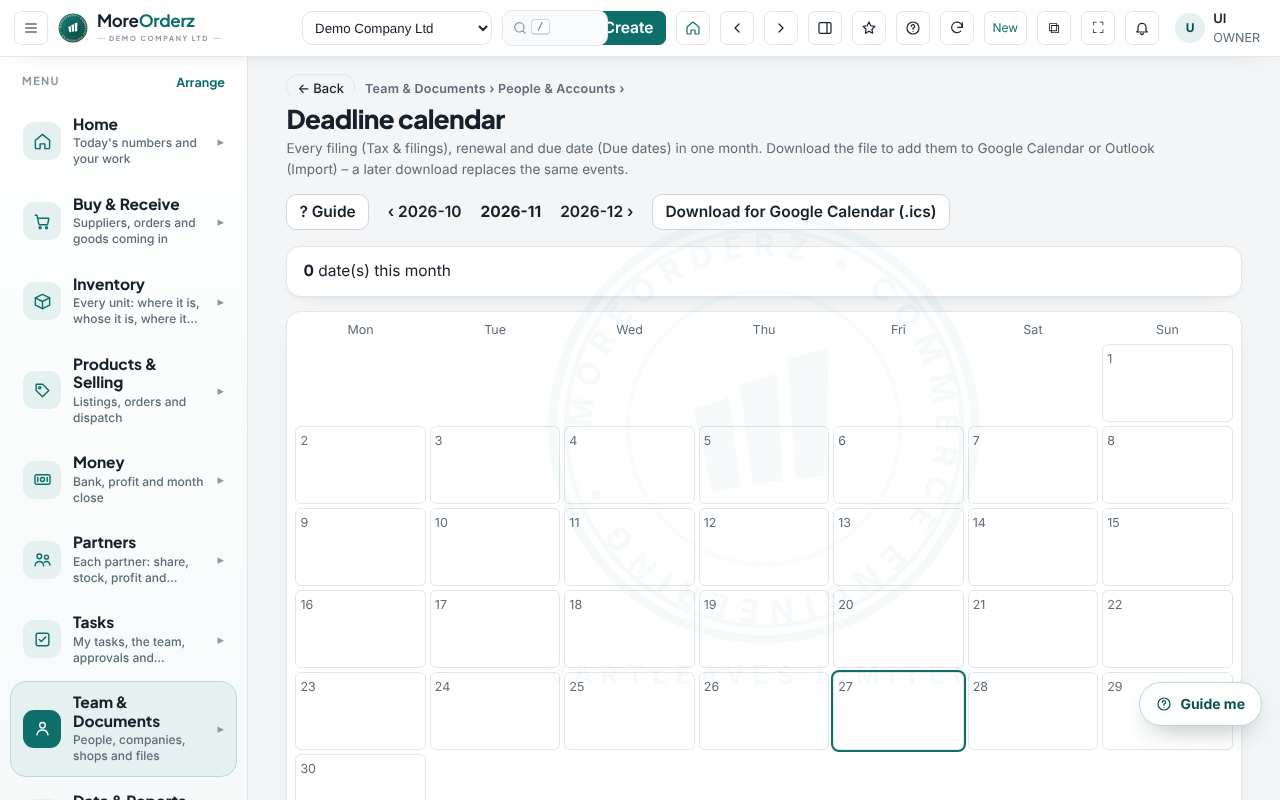 MoreOrderz
— DEMO COMPANY LTD —
Demo Company Ltd
/
Create
New
U
UI
OWNER
MENU
Arrange
Home
Today's numbers and
your work
Buy & Receive
Suppliers, orders and
goods coming in
Inventory
Every unit: where it is,
whose it is, where it...
Products &
Selling
Listings, orders and
dispatch
Money
Bank, profit and month
close
Partners
Each partner: share,
stock, profit and...
Tasks
My tasks, the team,
approvals and...
Team &
Documents
People, companies,
shops and files
← Back
Team & Documents › People & Accounts ›
Deadline calendar
Every filing (Tax & filings), renewal and due date (Due dates) in one month. Download the file to add them to Google Calendar or Outlook
(Import) – a later download replaces the same events.
? Guide
‹ 2026-10
2026-11
2026-12 ›
Download for Google Calendar (.ics)
0 date(s) this month
Mon Tue Wed Thu Fri Sat Sun
1
2 3 4 5 6 7 8
9 10 11 12 13 14 15
16 17 18 19 20 21 22
23 24 25 26 27 28 29
30
Guide me
MOREORDERZ • COMMERCE ENGINEERING •